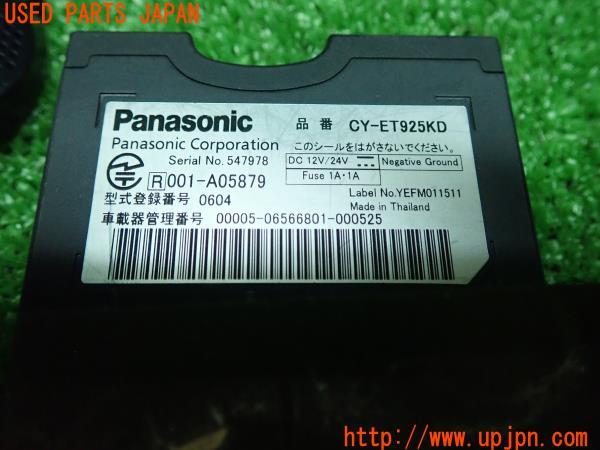 USED PARTS JAPAN
Panasonic 品番 CY-ET925KD
Panasonic Corporation このシールをはがさないでください。
Serial No. 547978 DC 12V/24V Negative Ground
Fuse 1A・1A
R 001-A05879
Label No.YEFM011511
型式登録番号 0604 Made in Thailand
車載器管理番号 00005-06566801-000525
【 http://www.upjpn.com 】